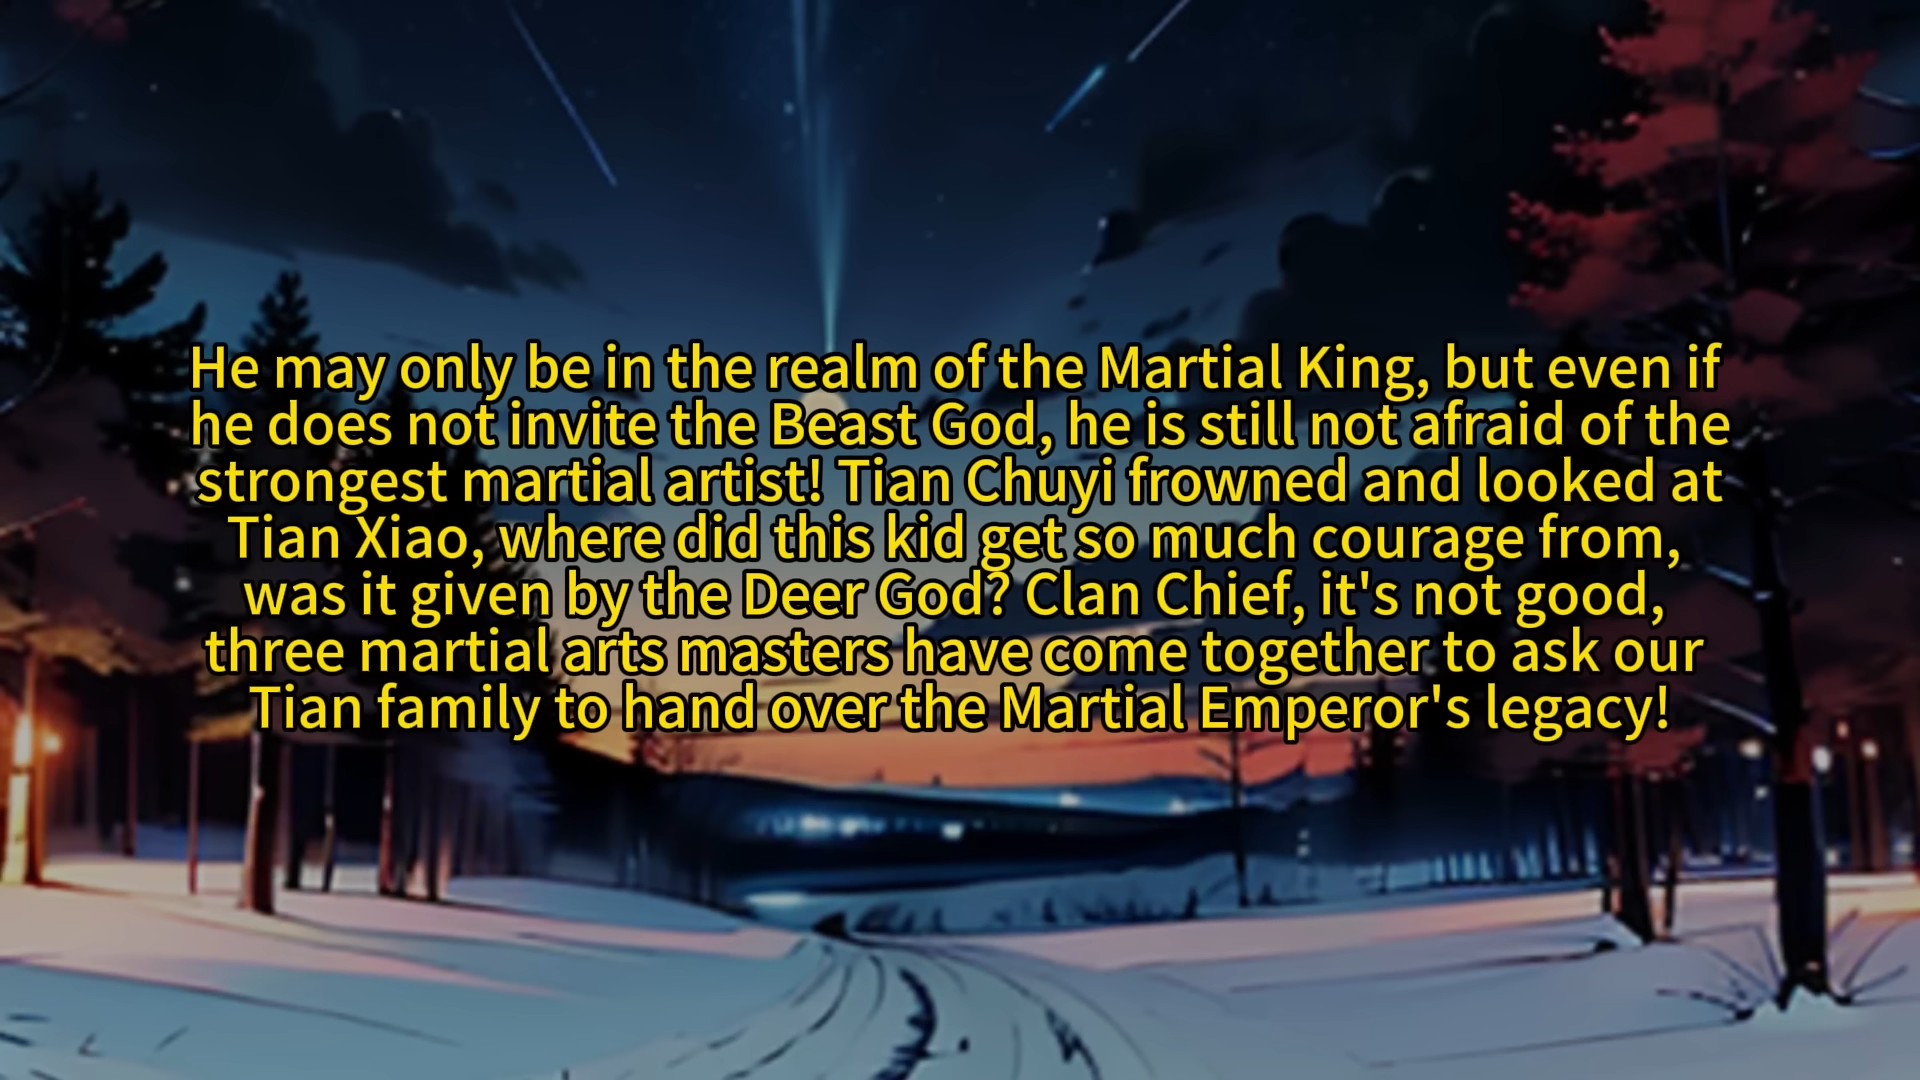 He may only be in the realm of the Martial King, but even if
he does not invite the Beast God, he is still not afraid of the
strongest martial artist! Tian Chuyi frowned and looked at
Tian Xiao, where did this kid get so much courage from,
was it given by the Deer God? Clan Chief, it's not good,
three martial arts masters have come together to ask our
Tian family to hand over the Martial Emperor's legacy!